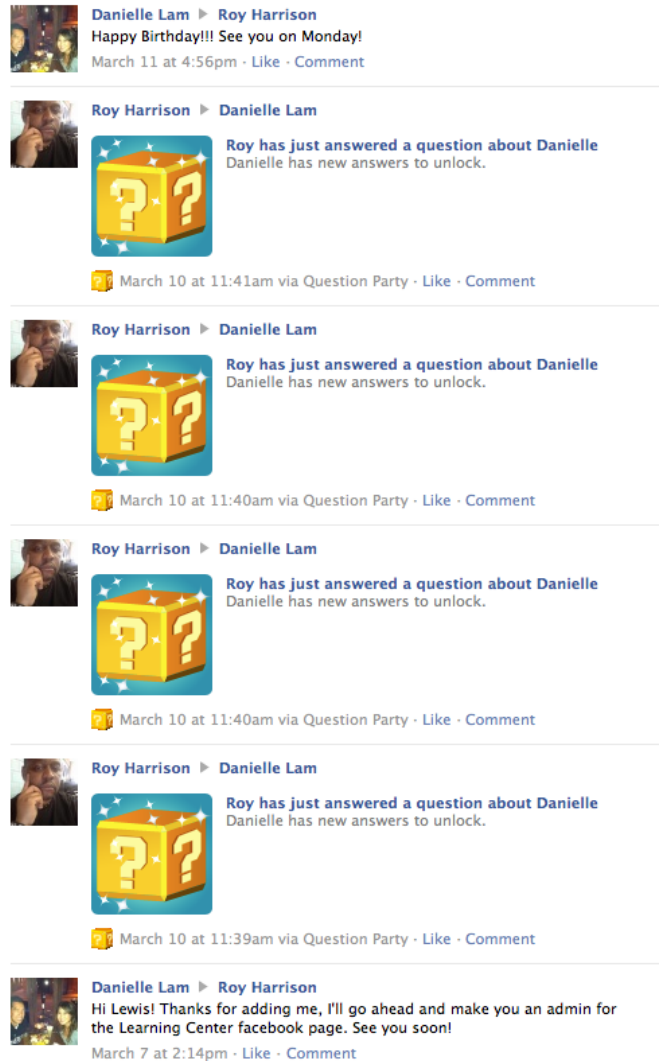 Danielle Lam ▶ Roy Harrison
Happy Birthday!!! See you on Monday!
March 11 at 4:56pm · Like · Comment
Roy Harrison ▶ Danielle Lam
Roy has just answered a question about Danielle
Danielle has new answers to unlock.
? ?
March 10 at 11:41am via Question Party · Like · Comment
Roy Harrison ▶ Danielle Lam
Roy has just answered a question about Danielle
Danielle has new answers to unlock.
? ?
March 10 at 11:40am via Question Party · Like · Comment
Roy Harrison ▶ Danielle Lam
Roy has just answered a question about Danielle
Danielle has new answers to unlock.
? ?
March 10 at 11:40am via Question Party · Like · Comment
Roy Harrison ▶ Danielle Lam
Roy has just answered a question about Danielle
Danielle has new answers to unlock.
? ?
March 10 at 11:39am via Question Party · Like · Comment
Danielle Lam ▶ Roy Harrison
Hi Lewis! Thanks for adding me, I'll go ahead and make you an admin for
the Learning Center facebook page. See you soon!
March 7 at 2:14pm · Like · Comment